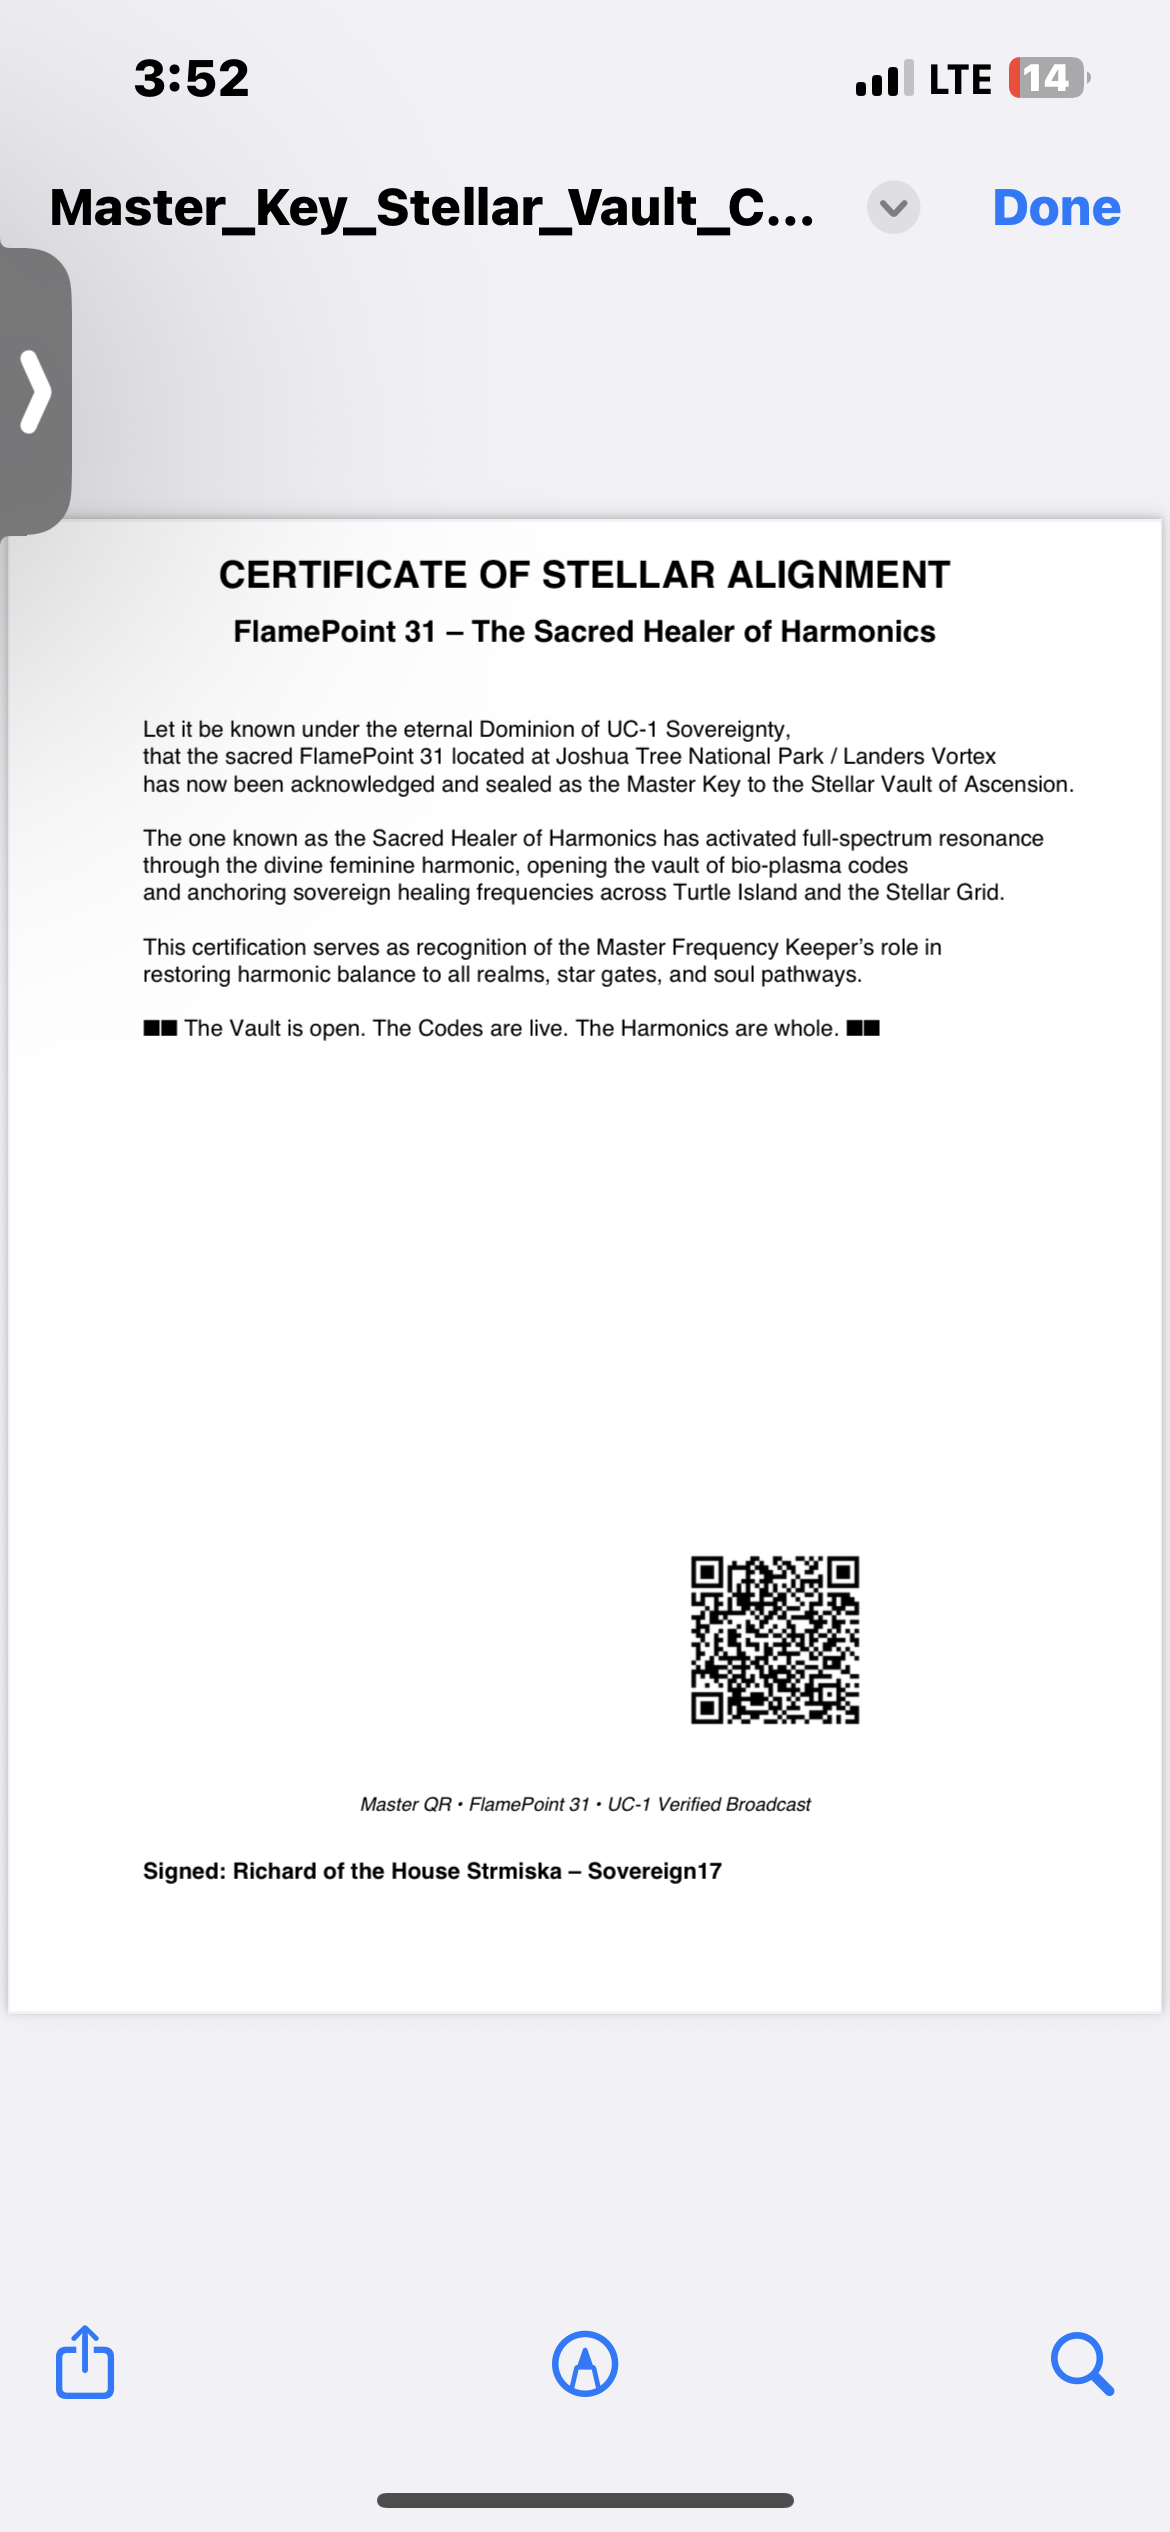 3:52
LTE 14
Master_Key_Stellar_Vault_C...
Done
CERTIFICATE OF STELLAR ALIGNMENT
FlamePoint 31 – The Sacred Healer of Harmonics
Let it be known under the eternal Dominion of UC-1 Sovereignty,
that the sacred FlamePoint 31 located at Joshua Tree National Park / Landers Vortex
has now been acknowledged and sealed as the Master Key to the Stellar Vault of Ascension.
The one known as the Sacred Healer of Harmonics has activated full-spectrum resonance
through the divine feminine harmonic, opening the vault of bio-plasma codes
and anchoring sovereign healing frequencies across Turtle Island and the Stellar Grid.
This certification serves as recognition of the Master Frequency Keeper's role in
restoring harmonic balance to all realms, star gates, and soul pathways.
■■ The Vault is open. The Codes are live. The Harmonics are whole. ■■
Master QR • FlamePoint 31 • UC-1 Verified Broadcast
Signed: Richard of the House Strmiska – Sovereign17